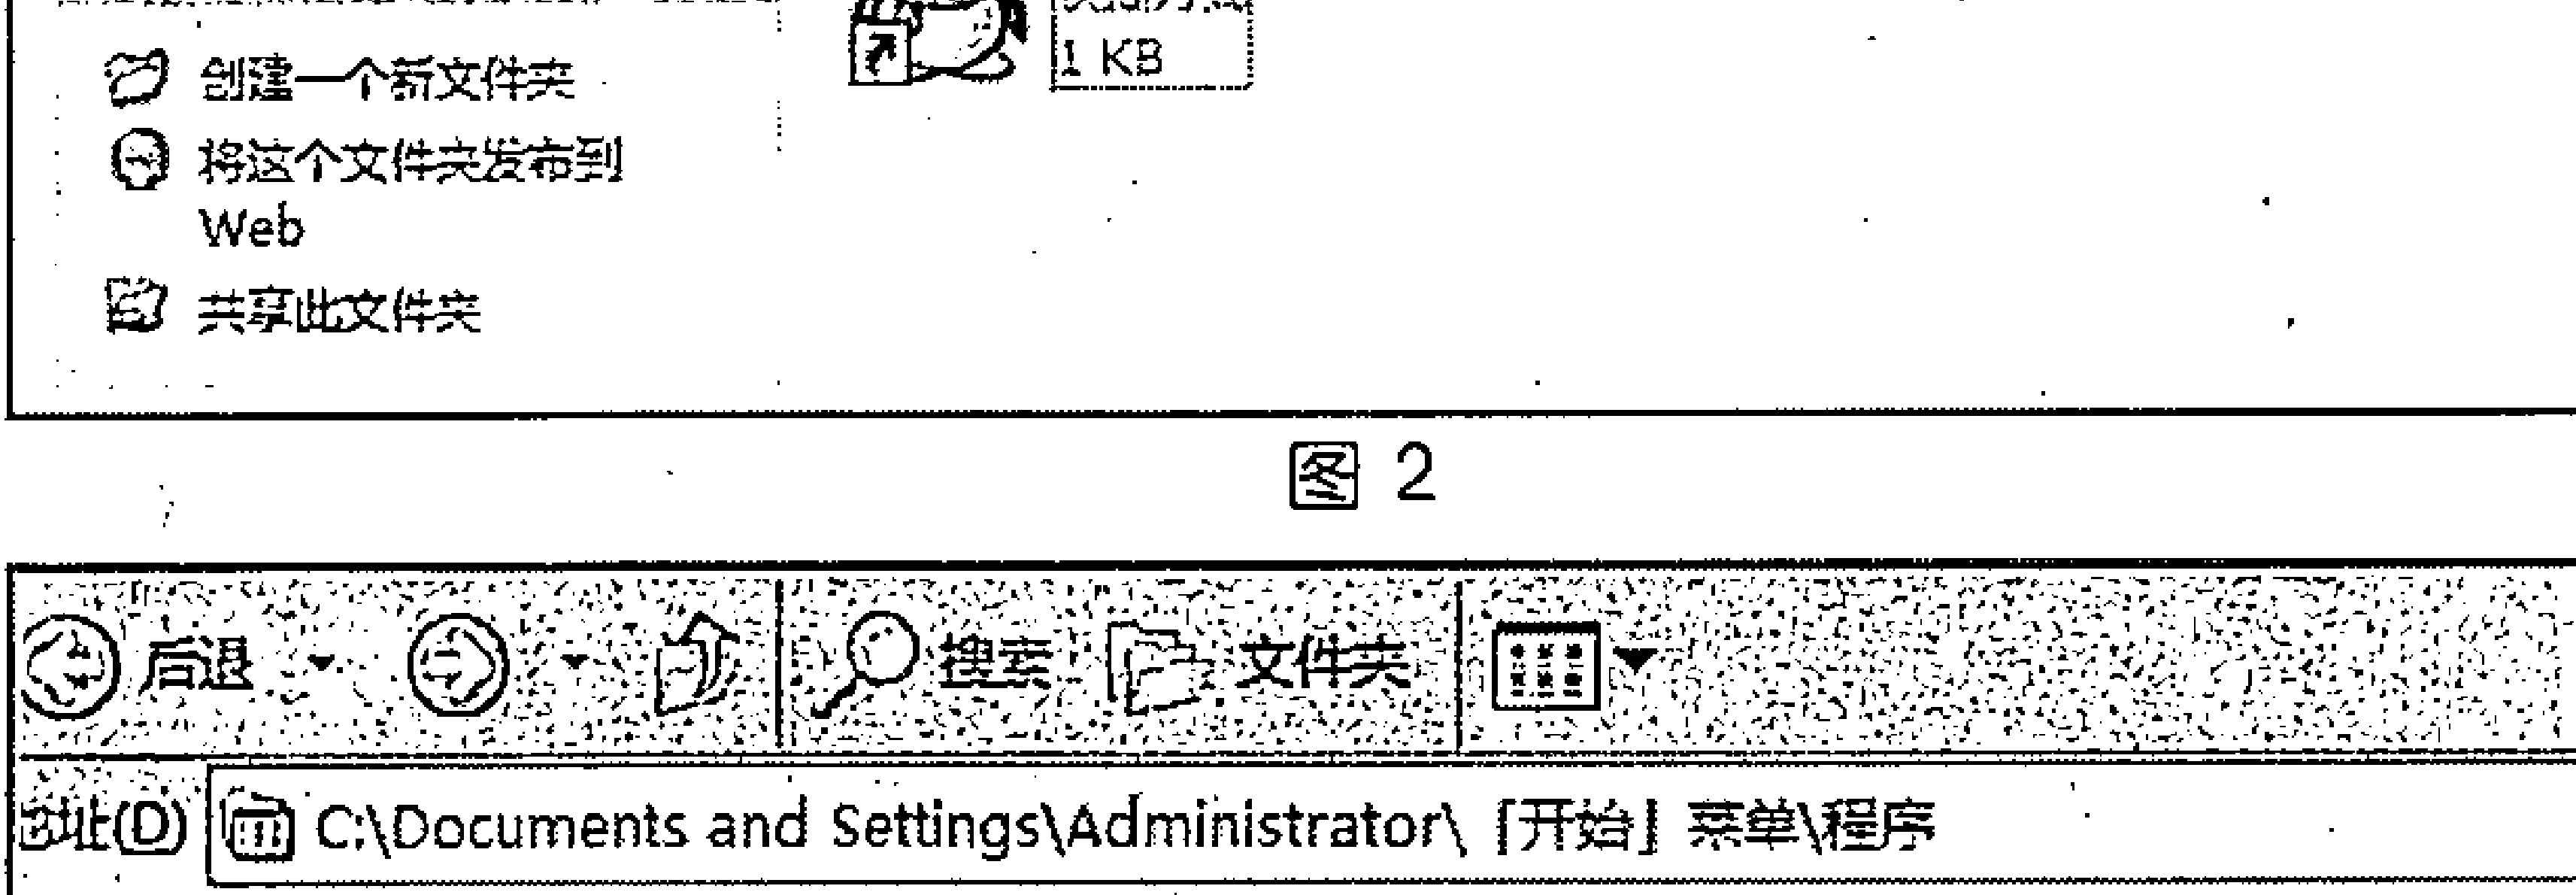 1 KB
创建一个新文件夹
将这个文件夹发布到
Web
共享此文件夹
图 2
后退 搜索 文件夹
地址(D) C:\Documents and Settings\Administrator\「开始」菜单\程序